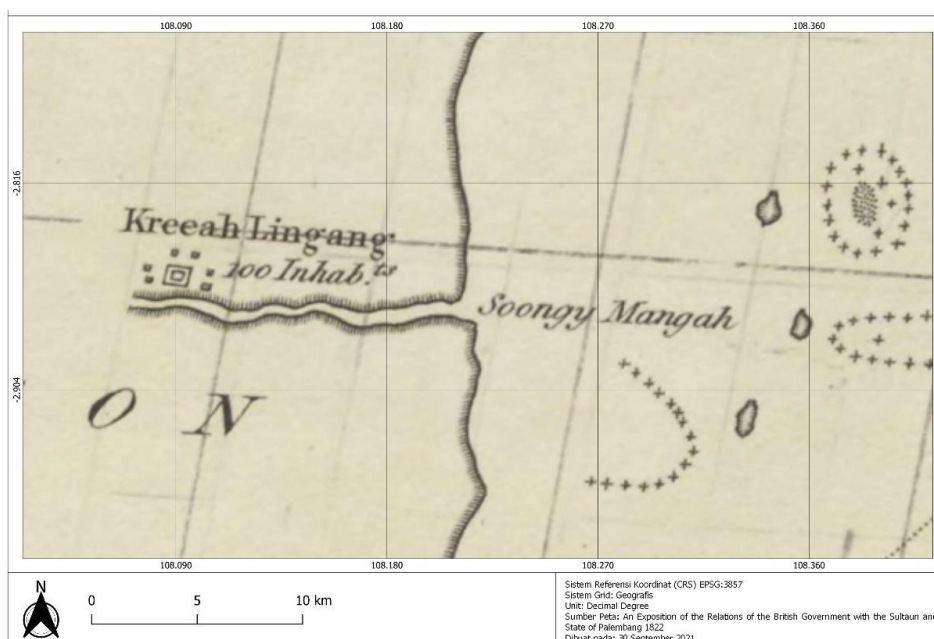 108.090 108.180 108.270 108.360
-2.816
Kreeah Lingang
100 Inhab.ts
Soongy Mangah
-2.904
O N
108.090 108.180 108.270 108.360
N
0 5 10 km
Sistem Referensi Koordinat (CRS) EPSG:3857
Sistem Grid: Geografis
Unit: Decimal Degree
Sumber Peta: An Exposition of the Relations of the British Government with the Sultaun and
State of Palembang 1822
Dibuat pada: 30 September 2021